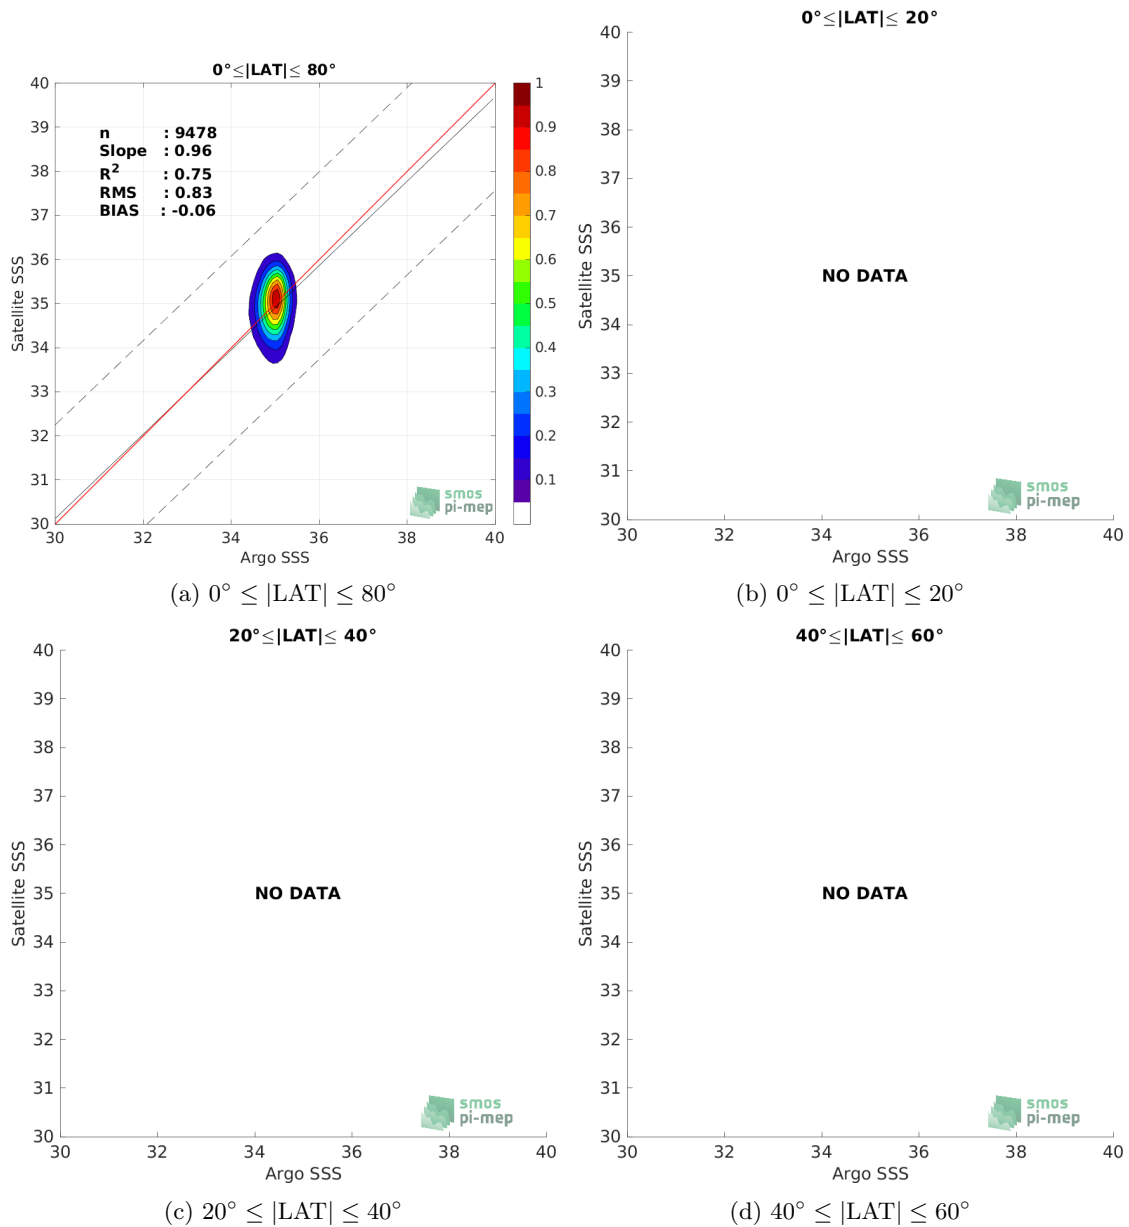 0°≤|LAT|≤ 80°
40
39
38
37
36
35
34
33
32
31
30
Satellite SSS
n : 9478
Slope : 0.96
R² : 0.75
RMS : 0.83
BIAS : -0.06
1
0.9
0.8
0.7
0.6
0.5
0.4
0.3
0.2
0.1
smos
pi-mep
30 32 34 36 38 40
Argo SSS
(a) 0° ≤ |LAT| ≤ 80°
0°≤|LAT|≤ 20°
40
39
38
37
36
35
34
33
32
31
30
Satellite SSS
NO DATA
smos
pi-mep
30 32 34 36 38 40
Argo SSS
(b) 0° ≤ |LAT| ≤ 20°
20°≤|LAT|≤ 40°
40
39
38
37
36
35
34
33
32
31
30
Satellite SSS
NO DATA
smos
pi-mep
30 32 34 36 38 40
Argo SSS
(c) 20° ≤ |LAT| ≤ 40°
40°≤|LAT|≤ 60°
40
39
38
37
36
35
34
33
32
31
30
Satellite SSS
NO DATA
smos
pi-mep
30 32 34 36 38 40
Argo SSS
(d) 40° ≤ |LAT| ≤ 60°